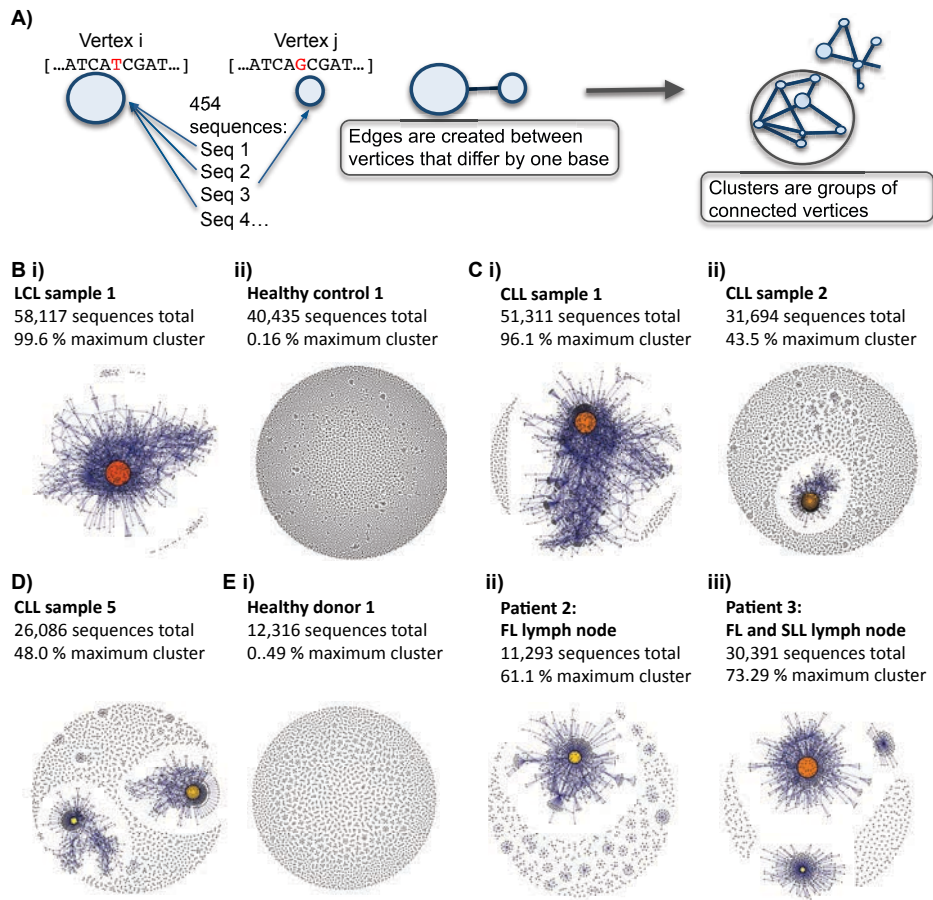 A)
Vertex i
Vertex j
[…ATCATCGAT…]
[…ATCAGCGAT…]
454
sequences:
Seq 1
Seq 2
Seq 3
Seq 4…
Edges are created between
vertices that differ by one base
Clusters are groups of
connected vertices
B i)
LCL sample 1
58,117 sequences total
99.6 % maximum cluster
ii)
Healthy control 1
40,435 sequences total
0.16 % maximum cluster
C i)
CLL sample 1
51,311 sequences total
96.1 % maximum cluster
ii)
CLL sample 2
31,694 sequences total
43.5 % maximum cluster
D)
CLL sample 5
26,086 sequences total
48.0 % maximum cluster
E i)
Healthy donor 1
12,316 sequences total
0..49 % maximum cluster
ii)
Patient 2:
FL lymph node
11,293 sequences total
61.1 % maximum cluster
iii)
Patient 3:
FL and SLL lymph node
30,391 sequences total
73.29 % maximum cluster